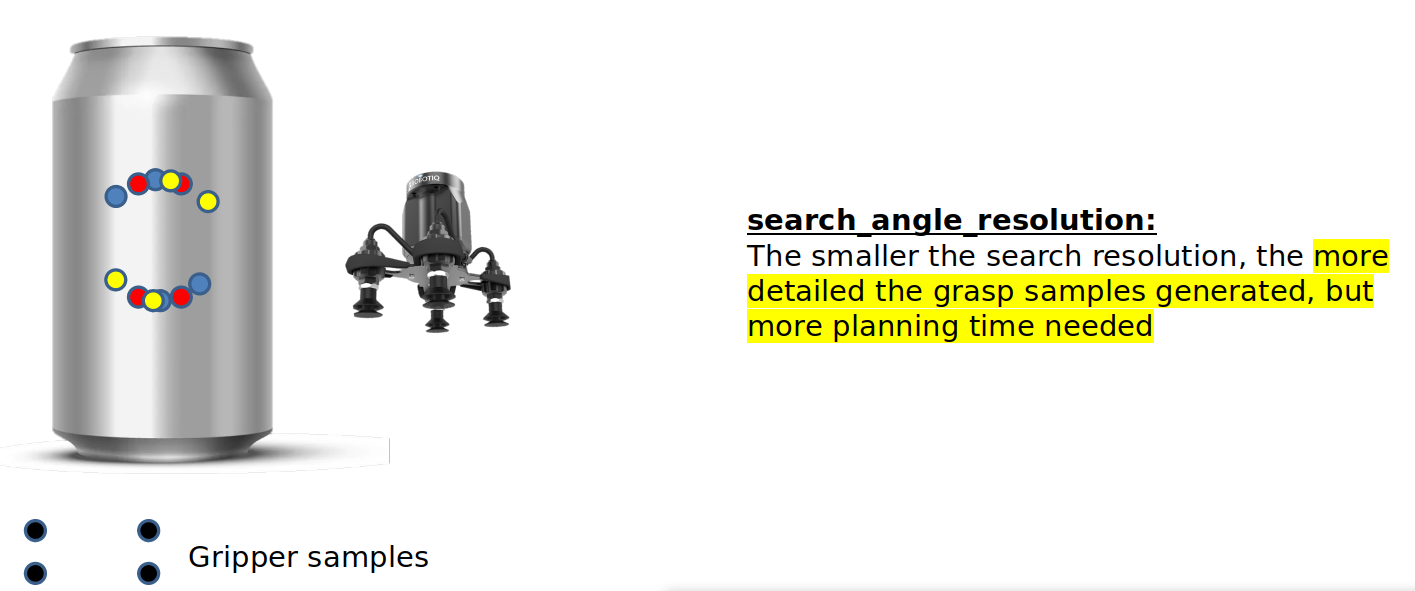 ROBOTIQ
search_angle_resolution:
The smaller the search resolution, the more
detailed the grasp samples generated, but
more planning time needed
Gripper samples